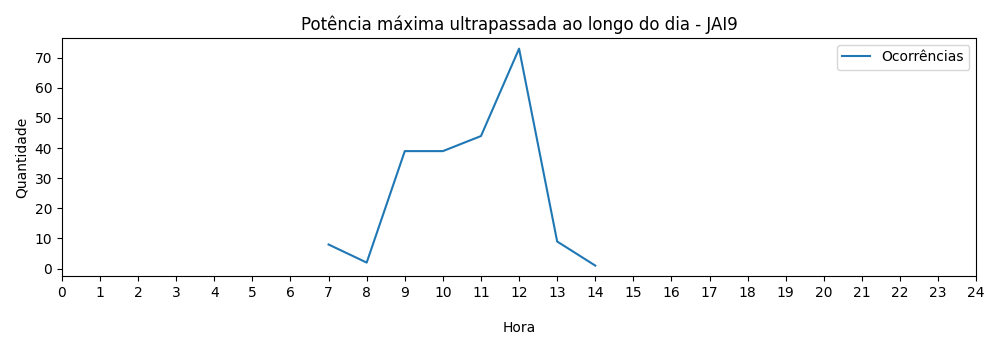 Potência máxima ultrapassada ao longo do dia - JAI9
Ocorrências
Quantidade
70
60
50
40
30
20
10
0
0 1 2 3 4 5 6 7 8 9 10 11 12 13 14 15 16 17 18 19 20 21 22 23 24
Hora